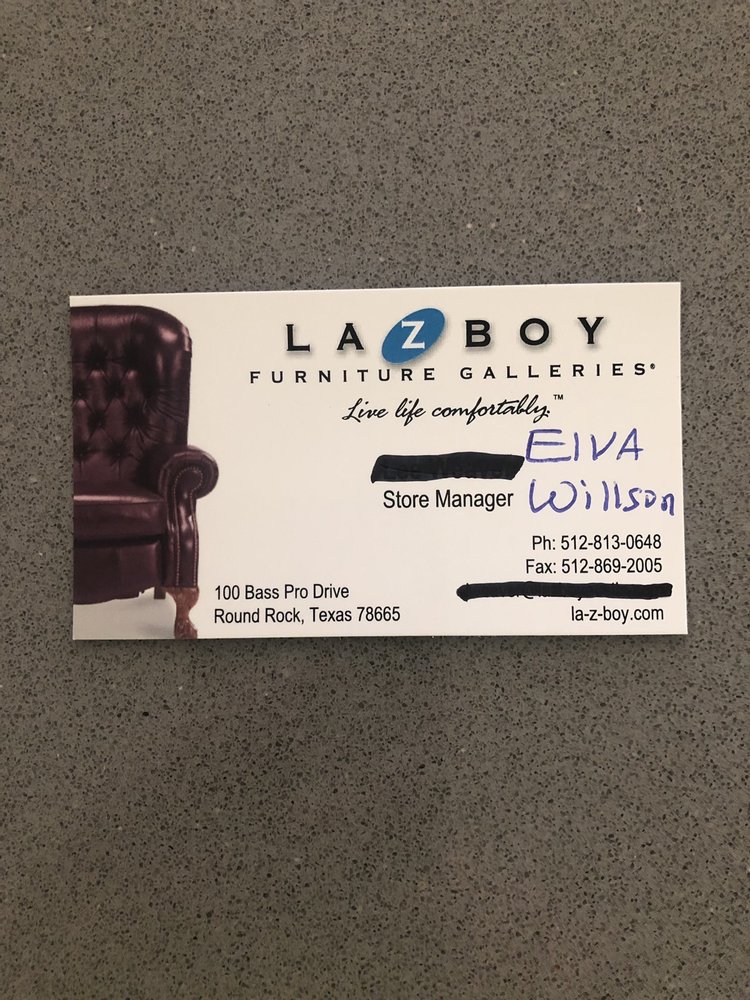 LA Z BOY
FURNITURE GALLERIES®
Live life comfortably.™
ElVA
Store Manager Willson
Ph: 512-813-0648
Fax: 512-869-2005
100 Bass Pro Drive
Round Rock, Texas 78665
la-z-boy.com